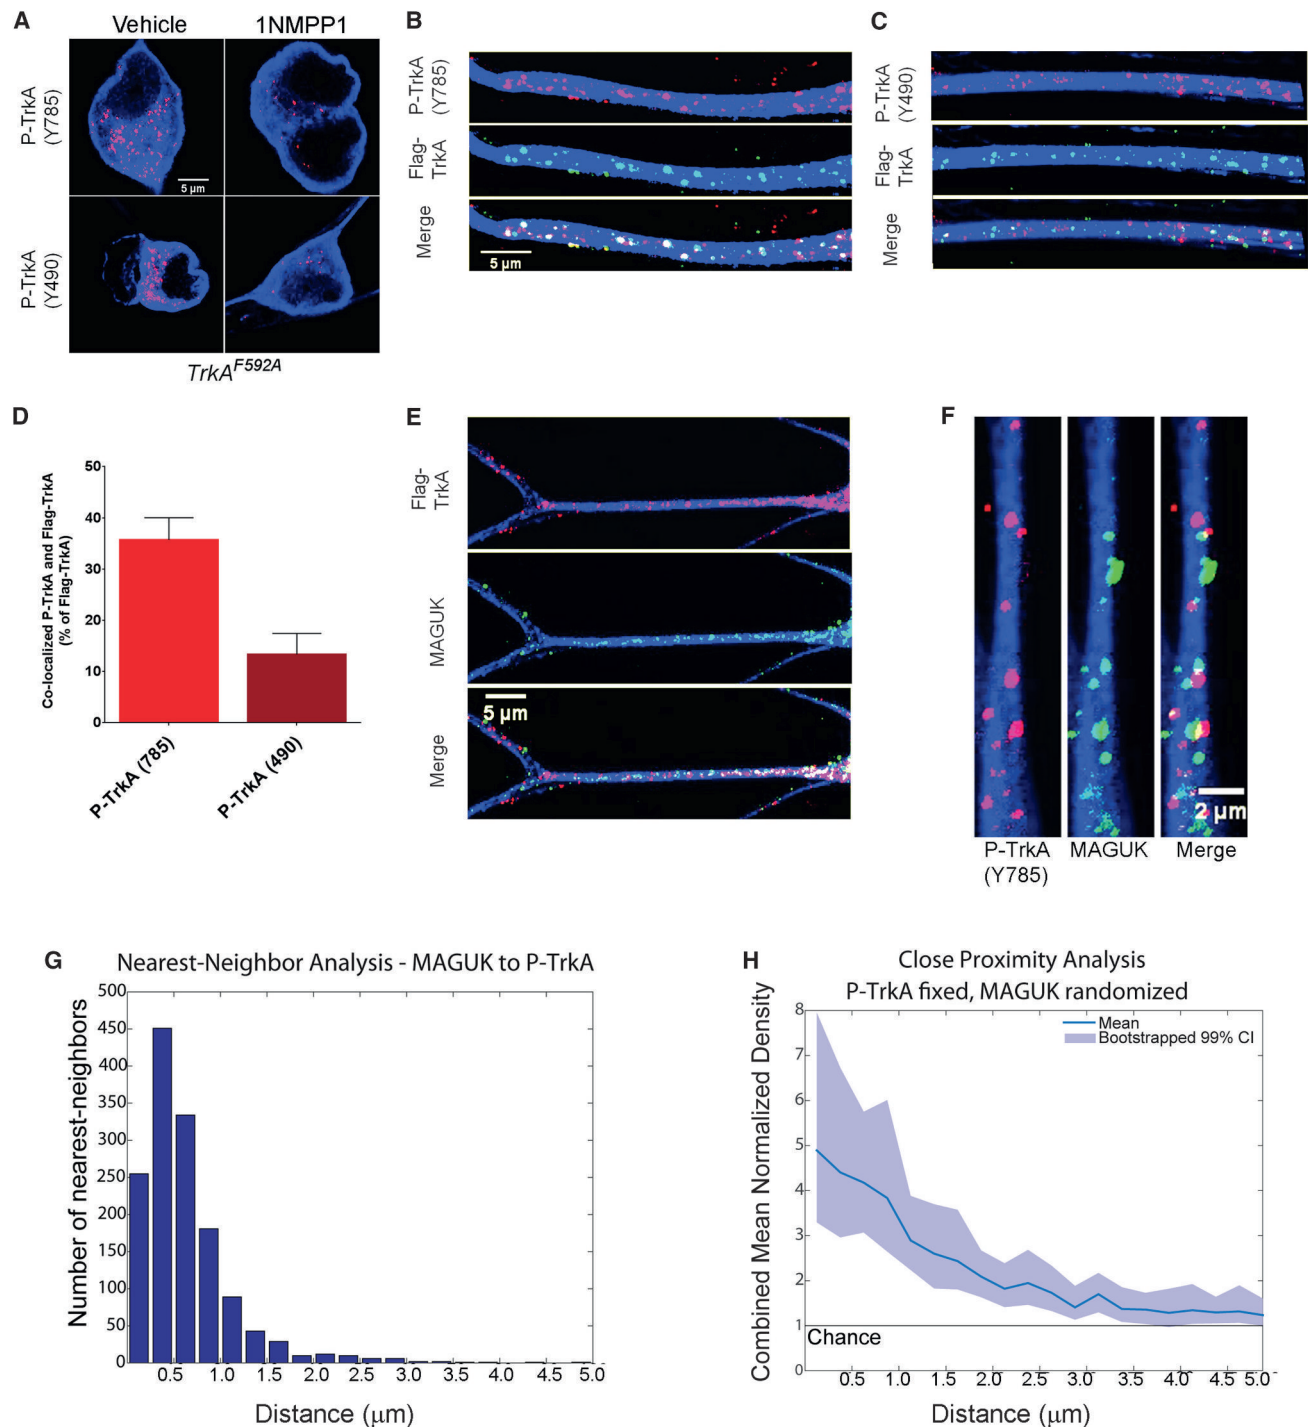 A
Vehicle
1NMPP1
P-TrkA
(Y785)
5 µm
P-TrkA
(Y490)
TrkA^F592A
B
P-TrkA
(Y785)
Flag-
TrkA
Merge
5 µm
C
P-TrkA
(Y490)
Flag-
TrkA
Merge
D
Co-localized P-TrkA and Flag-TrkA
(% of Flag-TrkA)
50
40
30
20
10
0
P-TrkA (785)
P-TrkA (490)
E
Flag-
TrkA
MAGUK
Merge
5 µm
F
2 µm
P-TrkA
(Y785)
MAGUK
Merge
G
Nearest-Neighbor Analysis - MAGUK to P-TrkA
Number of nearest-neighbors
500
450
400
350
300
250
200
150
100
50
0
0.5 1.0 1.5 2.0 2.5 3.0 3.5 4.0 4.5 5.0
Distance (µm)
H
Close Proximity Analysis
P-TrkA fixed, MAGUK randomized
Combined Mean Normalized Density
8
7
6
5
4
3
2
1
0
Mean
Bootstrapped 99% CI
Chance
0.5 1.0 1.5 2.0 2.5 3.0 3.5 4.0 4.5 5.0
Distance (µm)